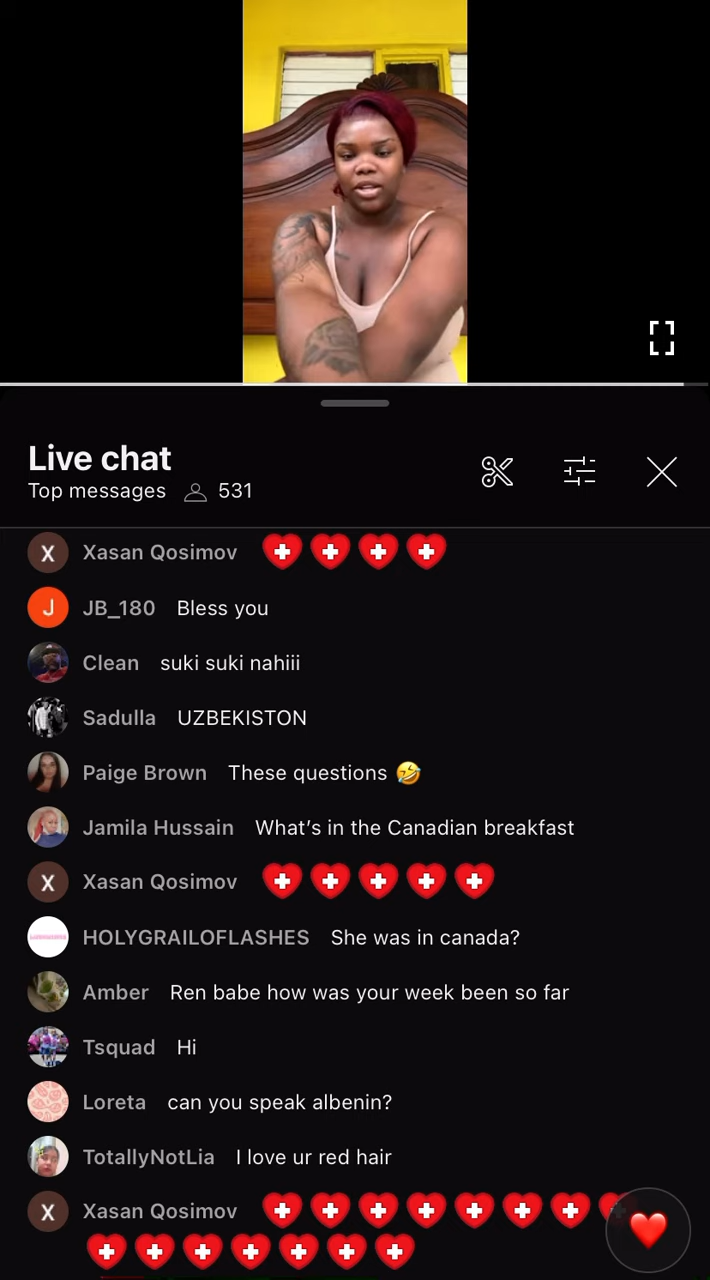 Live chat
Top messages 531
X Xasan Qosimov
J JB_180 Bless you
Clean suki suki nahiii
Sadulla UZBEKISTON
Paige Brown These questions 🤣
Jamila Hussain What's in the Canadian breakfast
X Xasan Qosimov
HOLYGRAILOFLASHES She was in canada?
Amber Ren babe how was your week been so far
Tsquad Hi
Loreta can you speak albenin?
TotallyNotLia I love ur red hair
X Xasan Qosimov